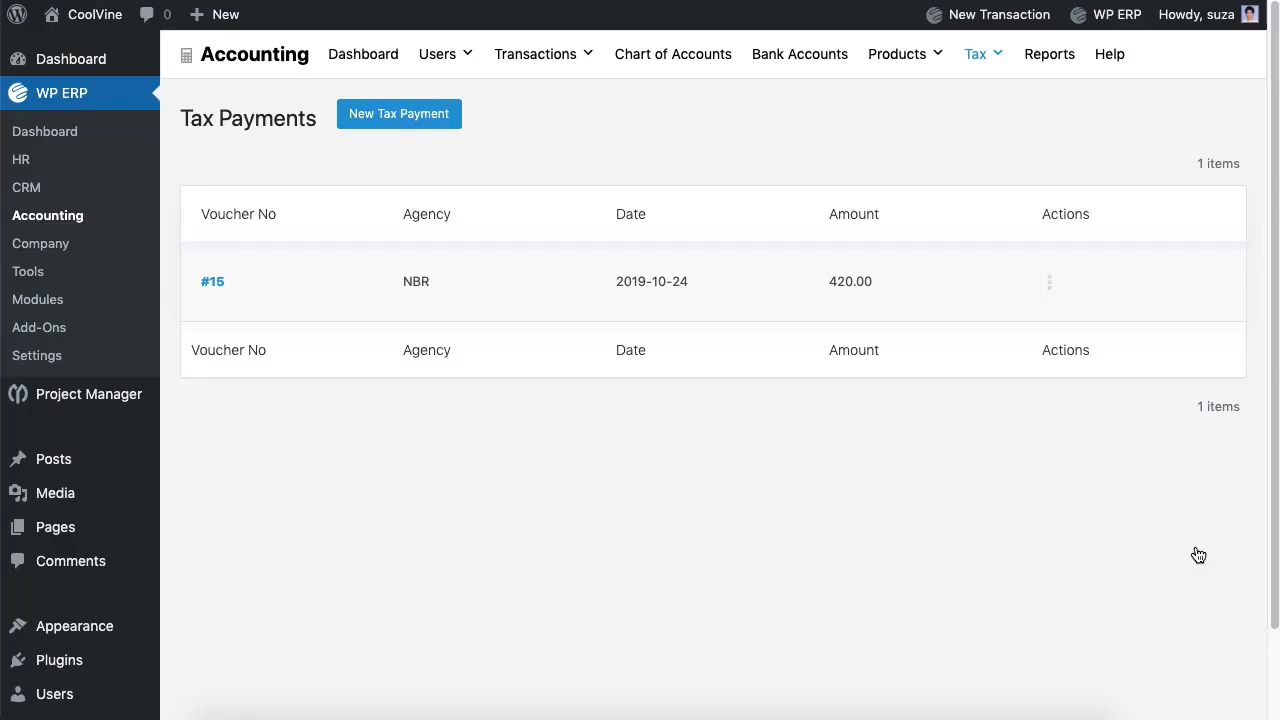 CoolVine 0 New New Transaction WP ERP Howdy, suza
Dashboard
WP ERP
Dashboard
HR
CRM
Accounting
Company
Tools
Modules
Add-Ons
Settings
Project Manager
Posts
Media
Pages
Comments
Appearance
Plugins
Users
Accounting Dashboard Users Transactions Chart of Accounts Bank Accounts Products Tax Reports Help
Tax Payments New Tax Payment
1 items
Voucher No Agency Date Amount Actions
#15 NBR 2019-10-24 420.00
Voucher No Agency Date Amount Actions
1 items